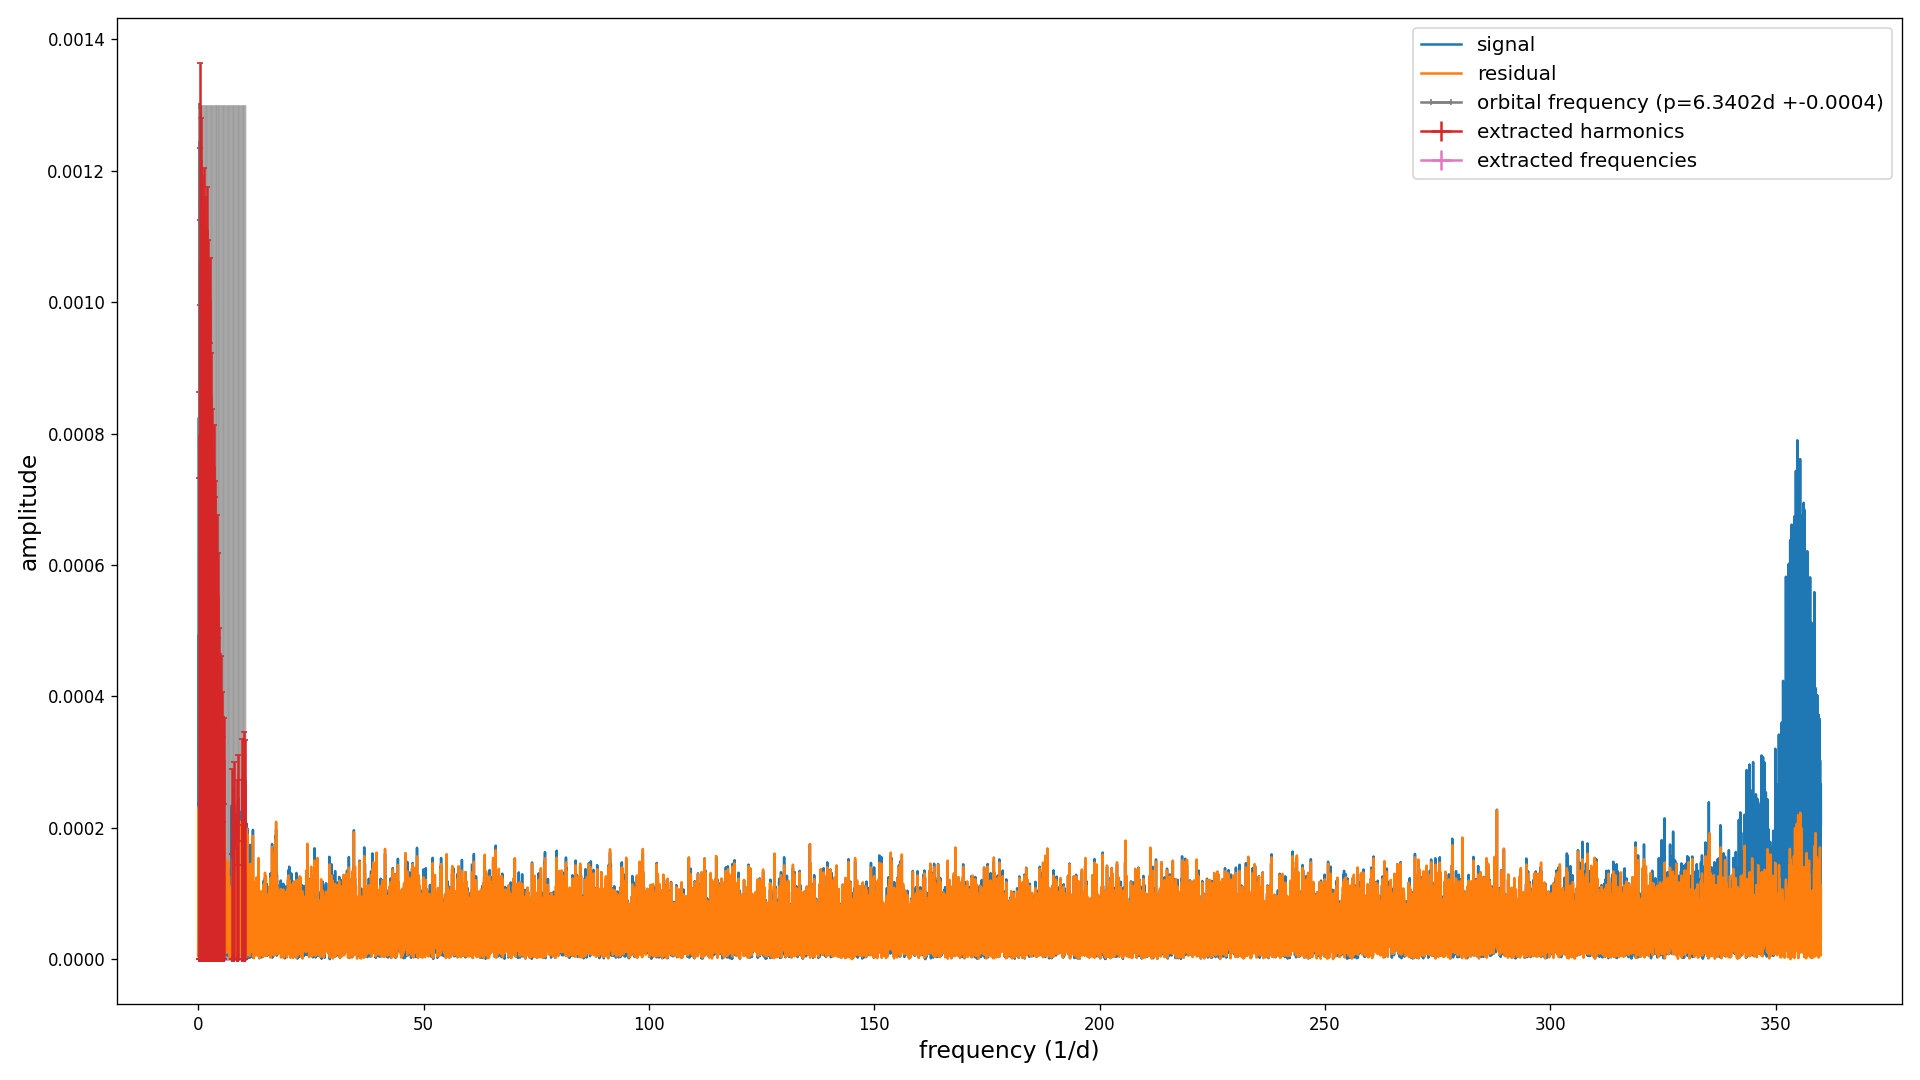 0.0014
0.0012
0.0010
0.0008
0.0006
0.0004
0.0002
0.0000
amplitude
signal
residual
orbital frequency (p=6.3402d +-0.0004)
extracted harmonics
extracted frequencies
0 50 100 150 200 250 300 350
frequency (1/d)